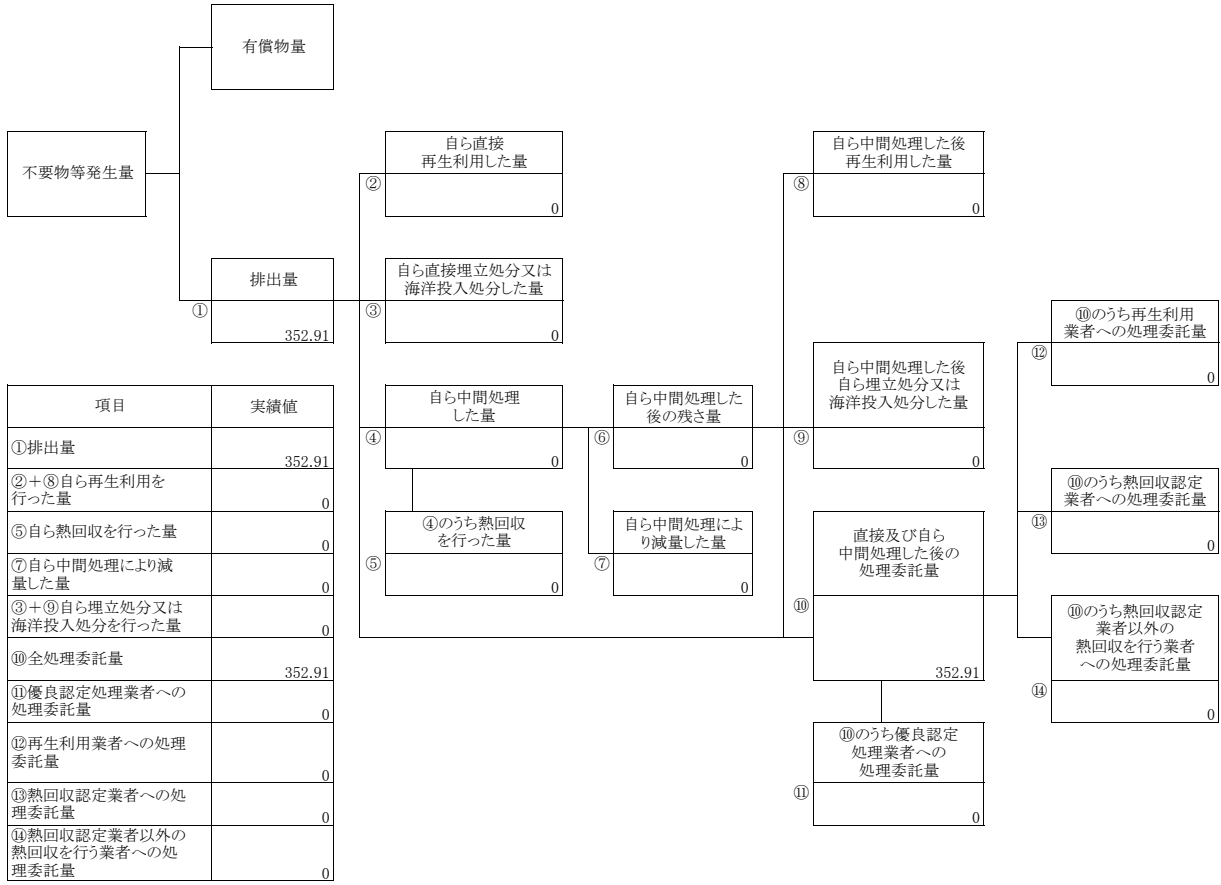 有償物量
不要物等発生量
自ら直接
再生利用した量
②
0
自ら中間処理した後
再生利用した量
⑧
0
排出量
①
352.91
自ら直接埋立処分又は
海洋投入処分した量
③
0
⑩のうち再生利用
業者への処理委託量
⑫
0
自ら中間処理した後
自ら埋立処分又は
海洋投入処分した量
⑨
0
自ら中間処理
した量
④
0
自ら中間処理した
後の残さ量
⑥
0
⑩のうち熱回収認定
業者への処理委託量
⑬
0
④のうち熱回収
を行った量
⑤
0
自ら中間処理によ
り減量した量
⑦
0
直接及び自ら
中間処理した後の
処理委託量
⑩
352.91
⑩のうち熱回収認定
業者以外の
熱回収を行う業者
への処理委託量
⑭
0
⑩のうち優良認定
処理業者への
処理委託量
⑪
0
項目 実績値
①排出量 352.91
②＋⑧自ら再生利用を
行った量 0
⑤自ら熱回収を行った量 0
⑦自ら中間処理により減
量した量 0
③＋⑨自ら埋立処分又は
海洋投入処分を行った量 0
⑩全処理委託量 352.91
⑪優良認定処理業者への
処理委託量 0
⑫再生利用業者への処理
委託量 0
⑬熱回収認定業者への処
理委託量 0
⑭熱回収認定業者以外の
熱回収を行う業者への処
理委託量 0